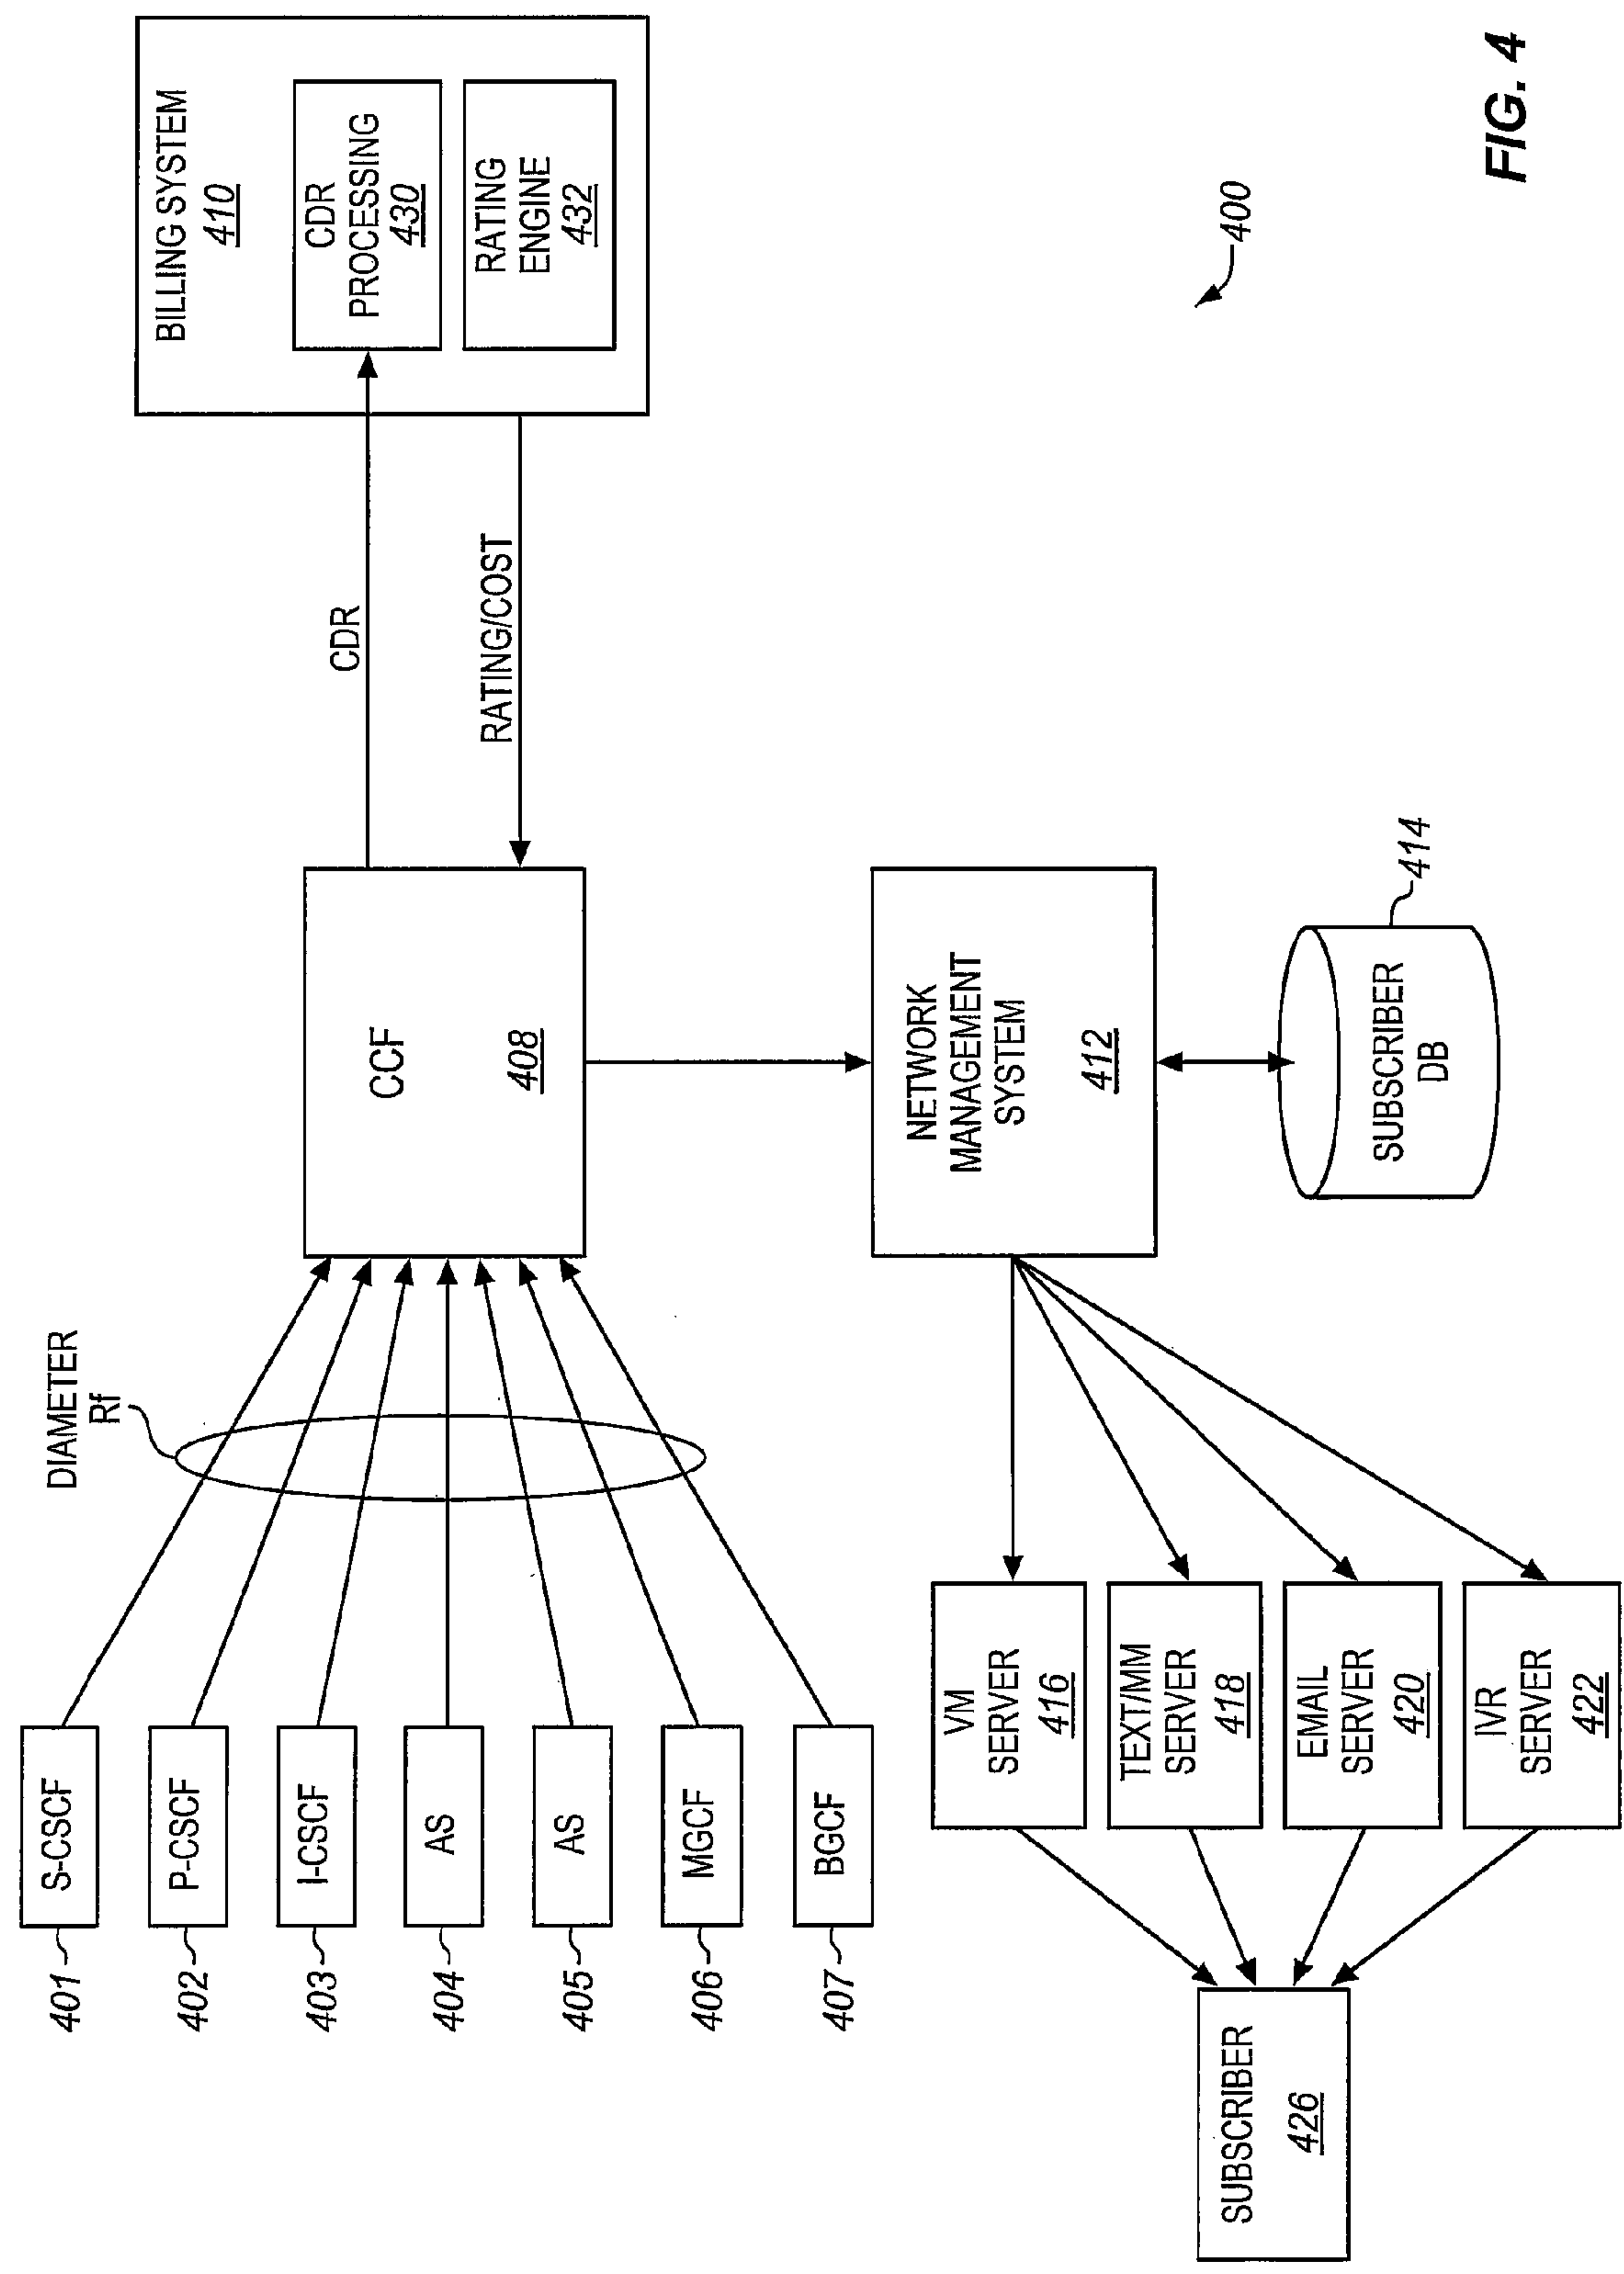 401
S-CSCF
402
P-CSCF
403
I-CSCF
404
AS
405
AS
406
MGCF
407
BGCF
DIAMETER
Rf
CCF
408
CDR
RATING/COST
BILLING SYSTEM
410
CDR
PROCESSING
430
RATING
ENGINE
432
NETWORK
MANAGEMENT
SYSTEM
412
SUBSCRIBER
DB
414
VM
SERVER
416
TEXT/MM
SERVER
418
EMAIL
SERVER
420
IVR
SERVER
422
SUBSCRIBER
426
400
FIG. 4